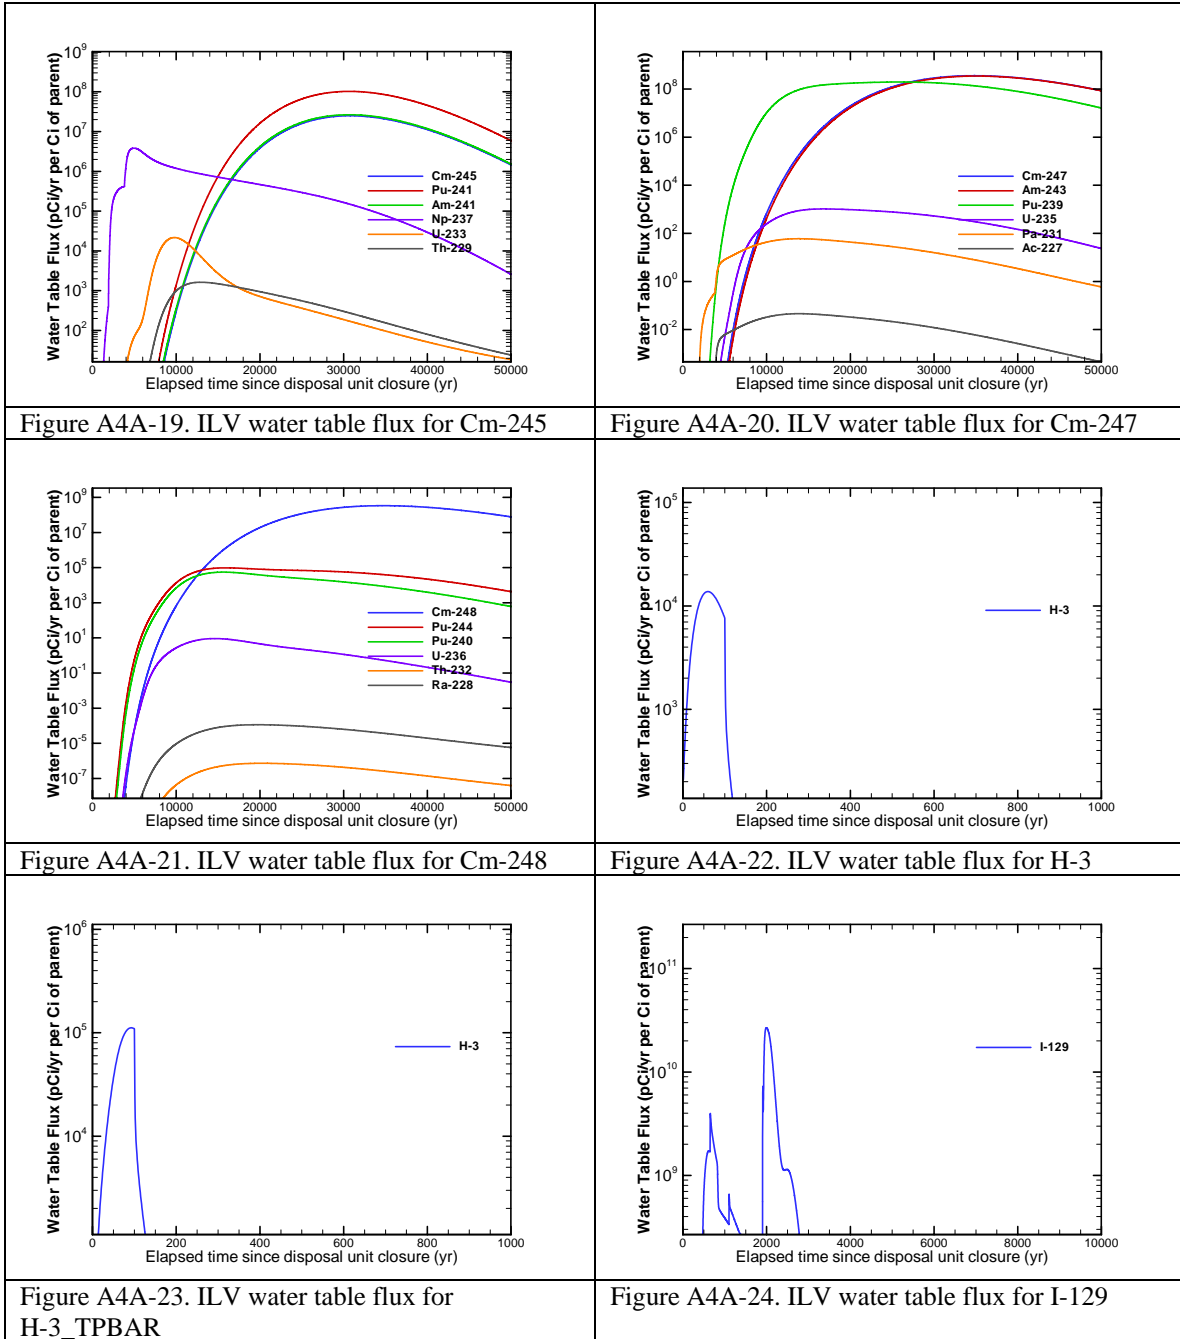 Water Table Flux (pCi/yr per Ci of parent)
10^9
10^8
10^7
10^6
10^5
10^4
10^3
10^2
0 10000 20000 30000 40000 50000
Elapsed time since disposal unit closure (yr)
Cm-245
Pu-241
Am-241
Np-237
U-233
Th-229
Figure A4A-19. ILV water table flux for Cm-245
Water Table Flux (pCi/yr per Ci of parent)
10^8
10^6
10^4
10^2
10^0
10^-2
0 10000 20000 30000 40000 50000
Elapsed time since disposal unit closure (yr)
Cm-247
Am-243
Pu-239
U-235
Pa-231
Ac-227
Figure A4A-20. ILV water table flux for Cm-247
Water Table Flux (pCi/yr per Ci of parent)
10^9
10^7
10^5
10^3
10^1
10^-1
10^-3
10^-5
10^-7
0 10000 20000 30000 40000 50000
Elapsed time since disposal unit closure (yr)
Cm-248
Pu-244
Pu-240
U-236
Th-232
Ra-228
Figure A4A-21. ILV water table flux for Cm-248
Water Table Flux (pCi/yr per Ci of parent)
10^5
10^4
10^3
0 200 400 600 800 1000
Elapsed time since disposal unit closure (yr)
H-3
Figure A4A-22. ILV water table flux for H-3
Water Table Flux (pCi/yr per Ci of parent)
10^6
10^5
10^4
0 200 400 600 800 1000
Elapsed time since disposal unit closure (yr)
H-3
Figure A4A-23. ILV water table flux for
H-3_TPBAR
Water Table Flux (pCi/yr per Ci of parent)
10^11
10^10
10^9
0 2000 4000 6000 8000 10000
Elapsed time since disposal unit closure (yr)
I-129
Figure A4A-24. ILV water table flux for I-129